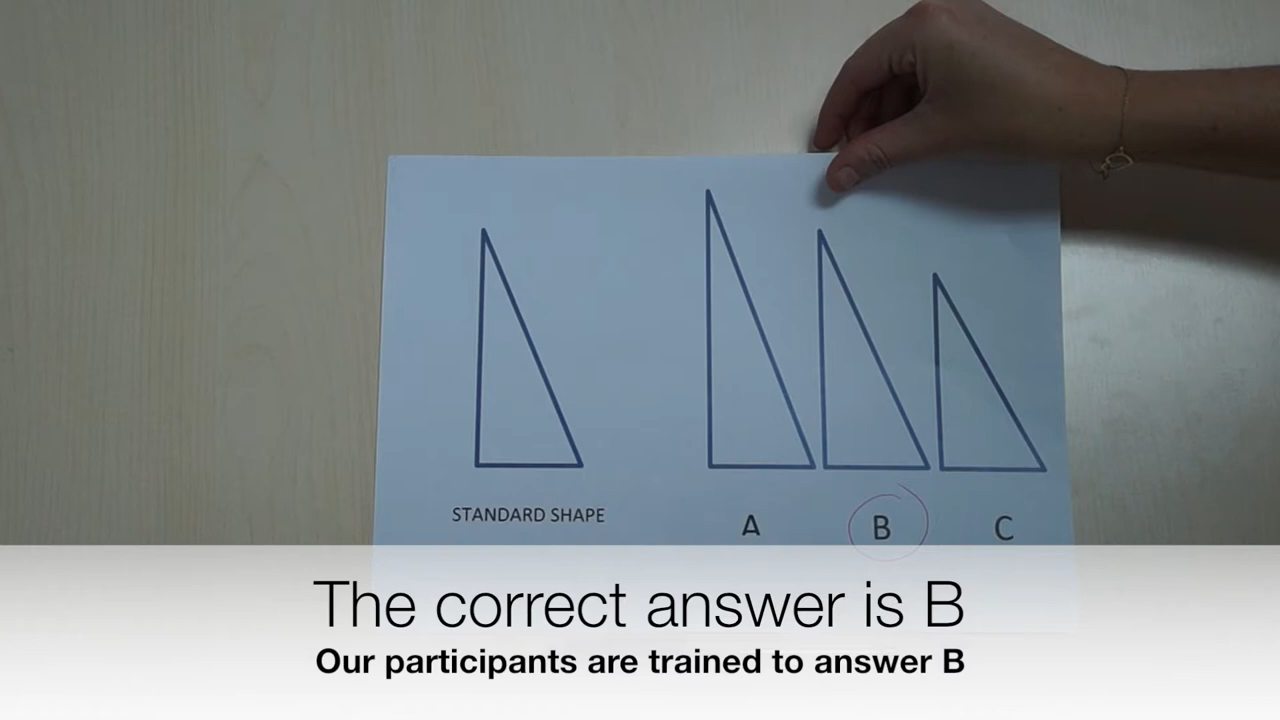 STANDARD SHAPE
A B C
The correct answer is B
Our participants are trained to answer B